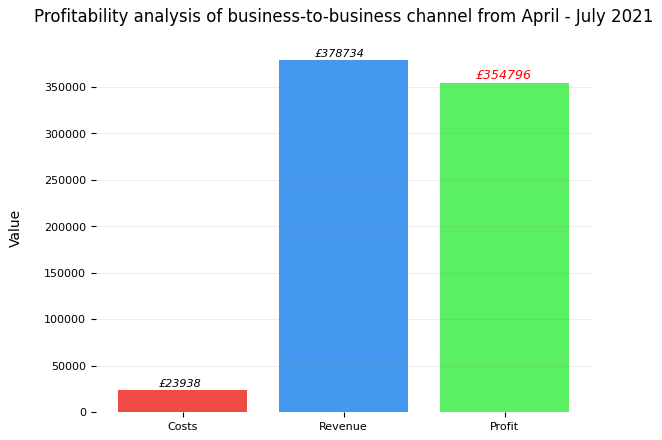 Profitability analysis of business-to-business channel from April - July 2021
£378734
£354796
350000
300000
250000
200000
Value
150000
100000
50000
£23938
0
Costs
Revenue
Profit